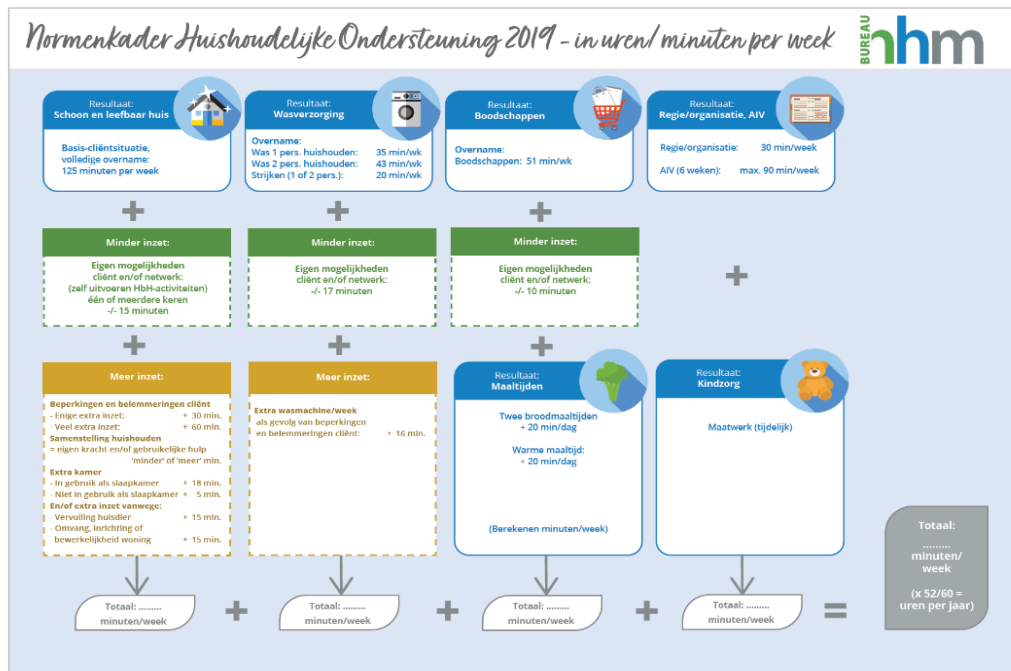 Normenkader Huishoudelijke Ondersteuning 2019 - in uren/ minuten per week
BUREAU
nhm
Resultaat:
Schoon en leefbaar huis
Basis-cliëntsituatie,
volledige overname:
125 minuten per week
Resultaat:
Wasverzorging
Overname:
Was 1 pers. huishouden: 35 min/wk
Was 2 pers. huishouden: 43 min/wk
Strijken (1 of 2 pers.): 20 min/wk
Resultaat:
Boodschappen
Overname:
Boodschappen: 51 min/wk
Resultaat:
Regie/organisatie, AIV
Regie/organisatie: 30 min/week
AIV (6 weken): max. 90 min/week
+
+
+
Minder inzet:
Eigen mogelijkheden
cliënt en/of netwerk:
(zelf uitvoeren HbH-activiteiten)
één of meerdere keren
-/- 15 minuten
Minder inzet:
Eigen mogelijkheden
cliënt en/of netwerk:
-/- 17 minuten
Minder inzet:
Eigen mogelijkheden
cliënt en/of netwerk:
-/- 10 minuten
+
+
+
+
Meer inzet:
Beperkingen en belemmeringen cliënt
- Enige extra inzet: + 30 min.
- Veel extra inzet: + 60 min.
Samenstelling huishouden
= eigen kracht en/of gebruikelijke hulp
'minder' of 'meer' min.
Extra kamer
- In gebruik als slaapkamer + 18 min.
- Niet in gebruik als slaapkamer + 5 min.
En/of extra inzet vanwege:
- Vervuiling huisdier + 15 min.
- Omvang, inrichting of
bewerkelijkheid woning + 15 min.
Meer inzet:
Extra wasmachine/week
als gevolg van beperkingen
en belemmeringen cliënt: + 16 min.
Resultaat:
Maaltijden
Twee broodmaaltijden
+ 20 min/dag
Warme maaltijd:
+ 20 min/dag
(Berekenen minuten/week)
Resultaat:
Kindzorg
Maatwerk (tijdelijk)
Totaal: .........
minuten/week
+
Totaal: .........
minuten/week
+
Totaal: .........
minuten/week
+
Totaal: .........
minuten/week
=
Totaal:
.........
minuten/
week
(x 52/60 =
uren per jaar)